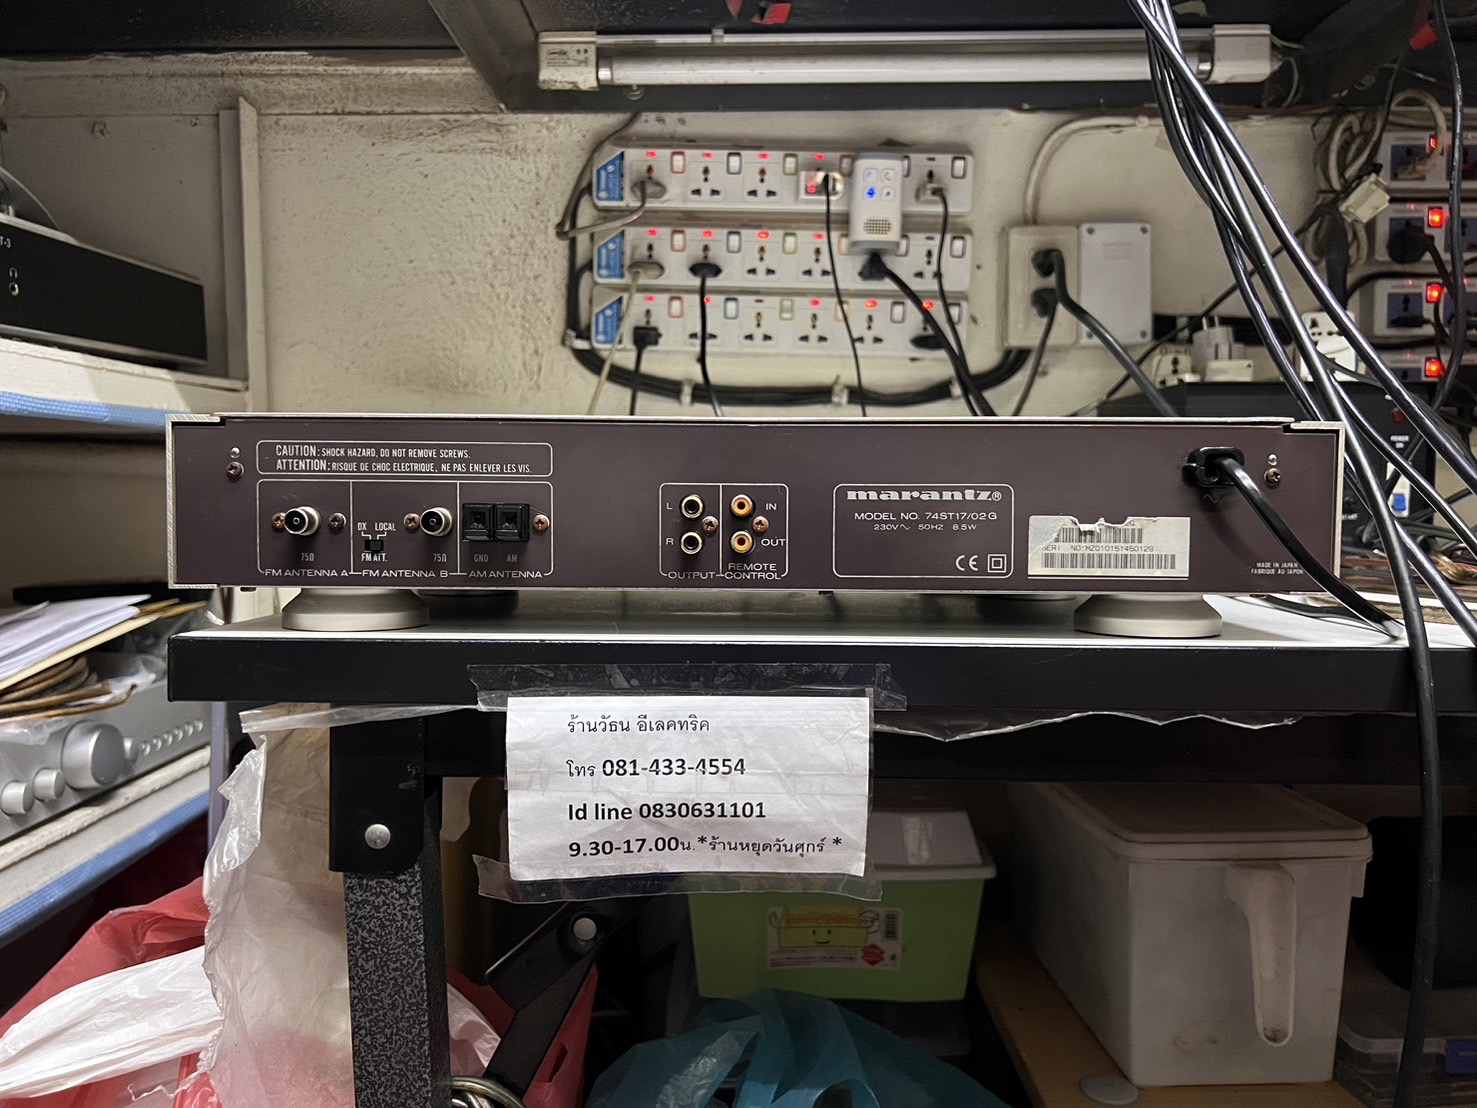 CAUTION: SHOCK HAZARD, DO NOT REMOVE SCREWS.
ATTENTION: RISQUE DE CHOC ELECTRIQUE, NE PAS ENLEVER LES VIS.
DX LOCAL
FM ATT.
75Ω
75Ω
GND AM
FM ANTENNA A
FM ANTENNA B
AM ANTENNA
L
R
OUTPUT
IN
OUT
REMOTE CONTROL
marantz®
MODEL NO. 74ST17/02G
230V~ 50HZ 8.5W
CE
NO:MZ010151450129
MADE IN JAPAN
FABRIQUE AU JAPON
ร้านวัธน อีเลคทริค
โทร 081-433-4554
Id line 0830631101
9.30-17.00น.*ร้านหยุดวันศุกร์ *